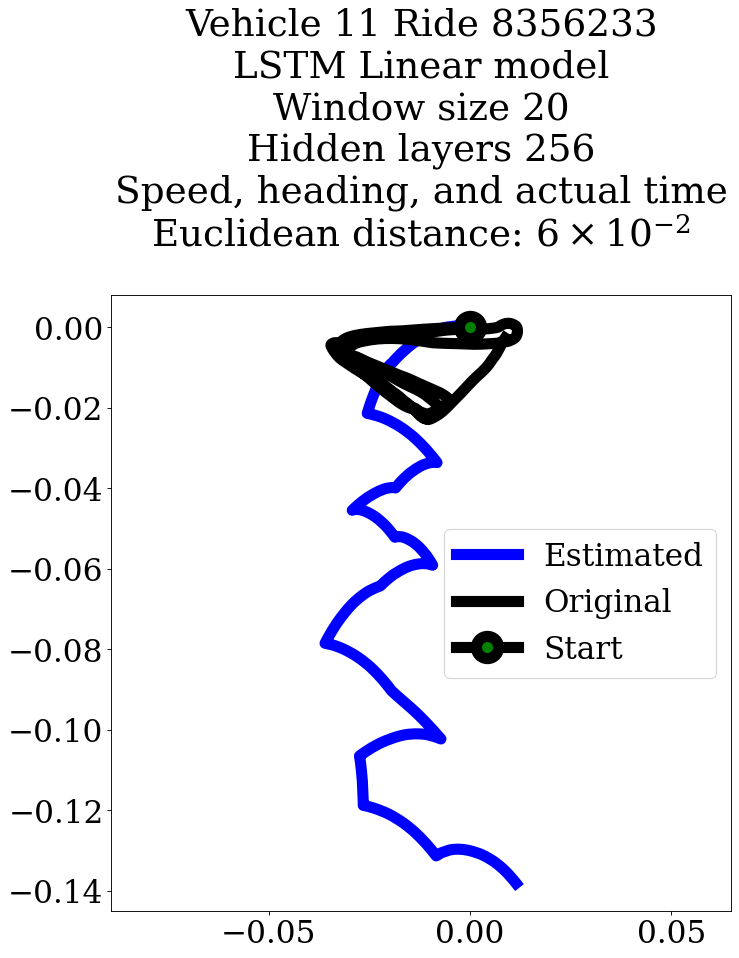 Vehicle 11 Ride 8356233
LSTM Linear model
Window size 20
Hidden layers 256
Speed, heading, and actual time
Euclidean distance: 6 × 10⁻²
0.00
−0.02
−0.04
−0.06
−0.08
−0.10
−0.12
−0.14
Estimated
Original
Start
−0.05 0.00 0.05